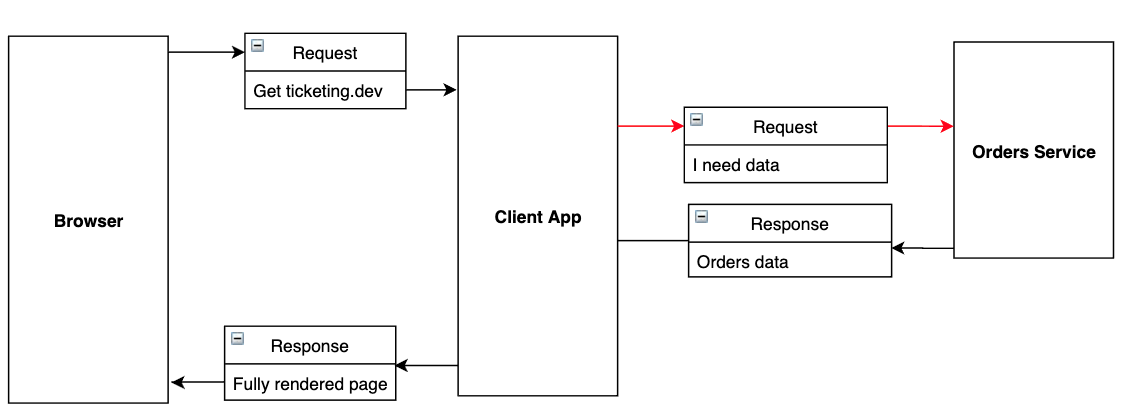 Request
Get ticketing.dev
Request
I need data
Orders Service
Browser
Client App
Response
Orders data
Response
Fully rendered page